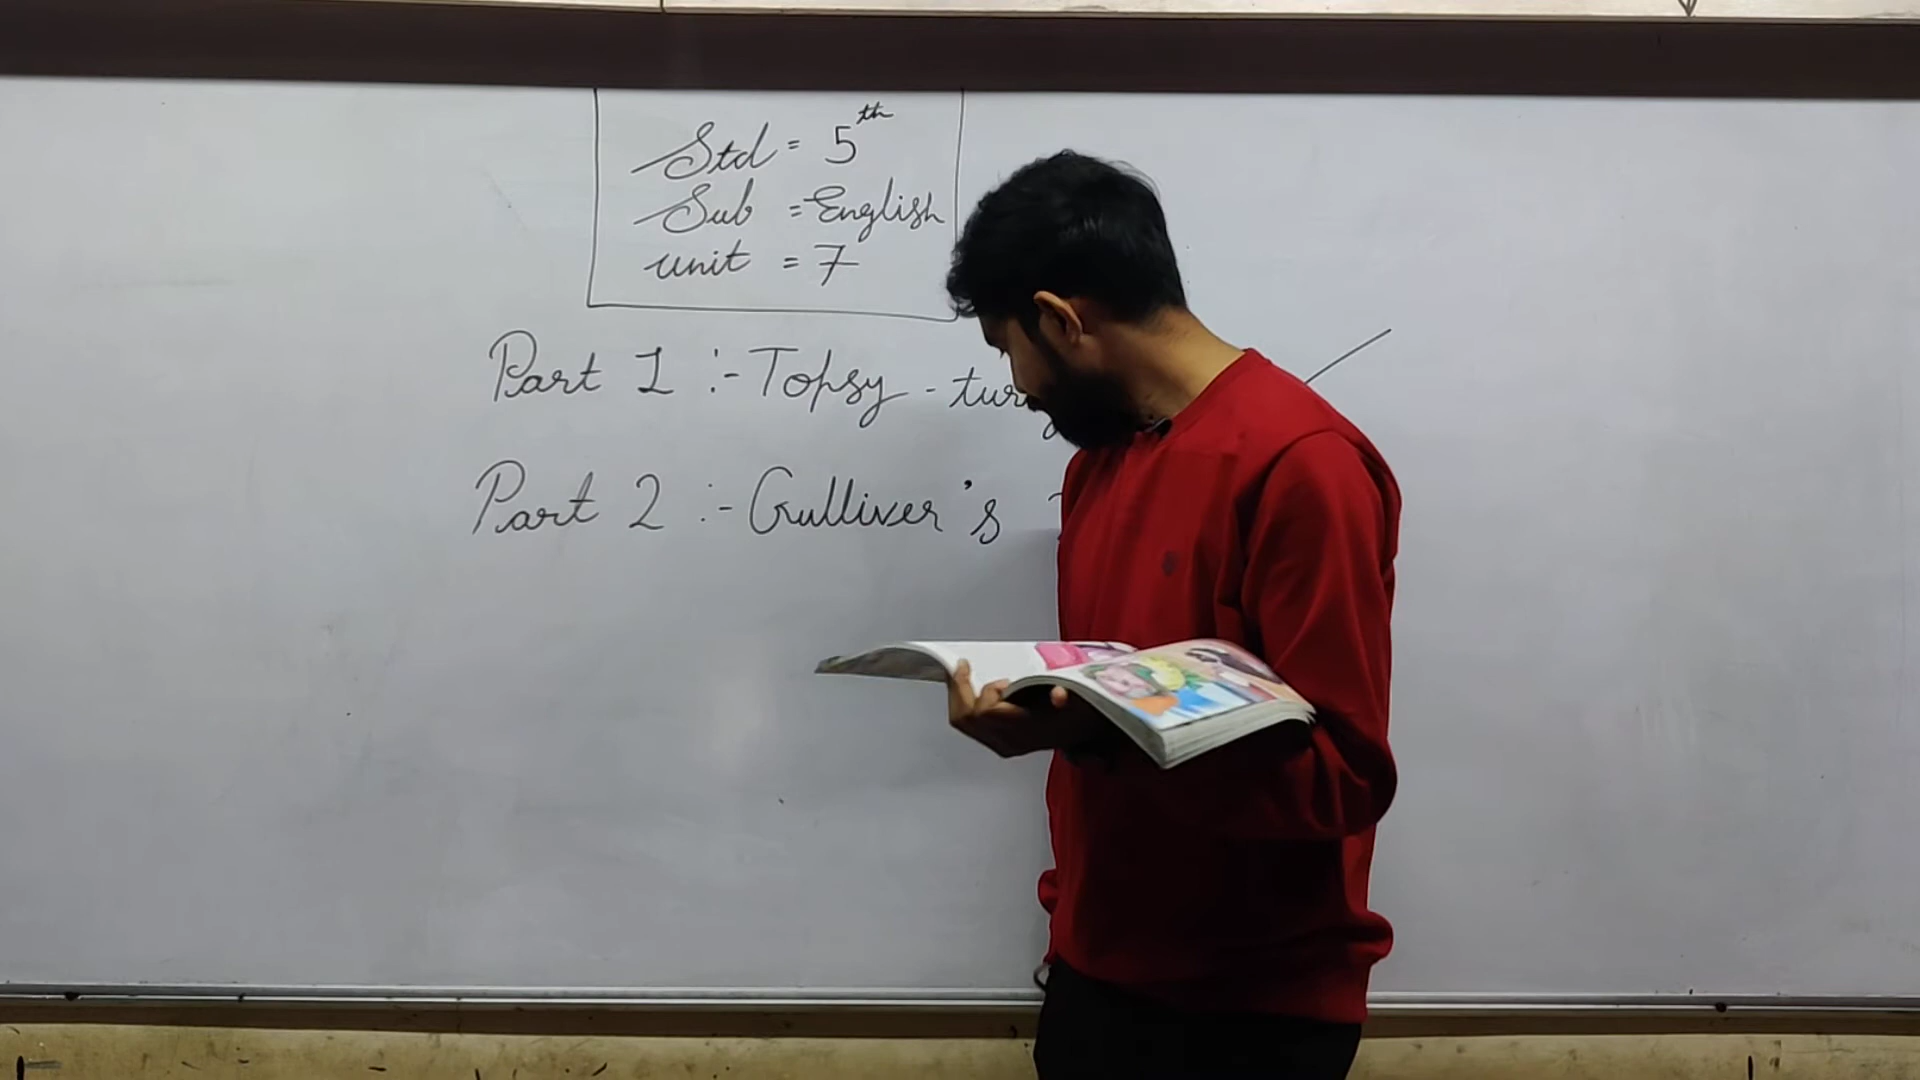 Std = 5th
Sub = English
unit = 7
Part 1 :- Topsy - tur
Part 2 :- Gulliver's